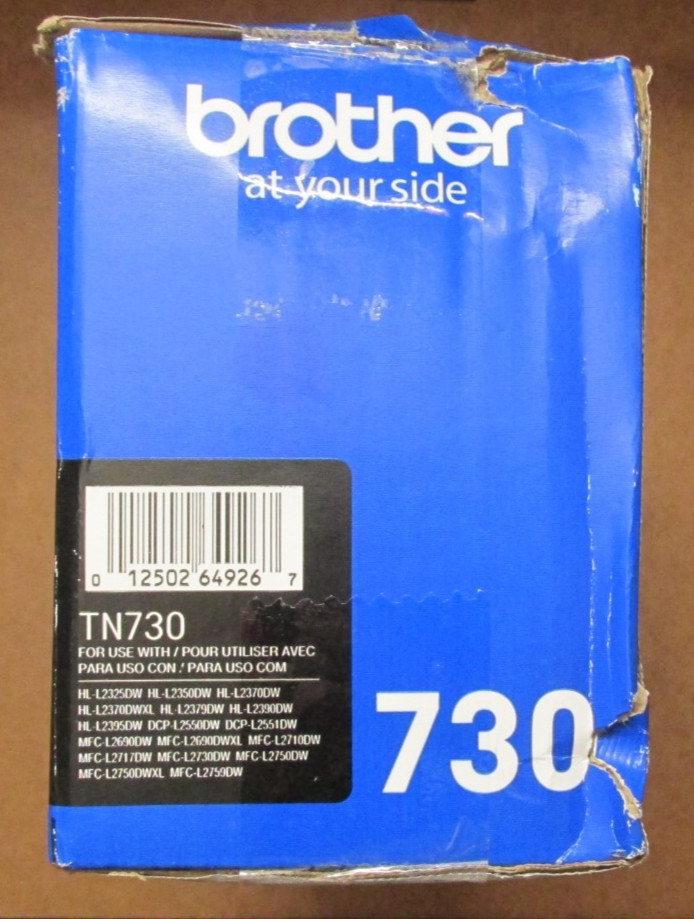 brother
at your side
0 12502 64926 7
TN730
FOR USE WITH / POUR UTILISER AVEC
PARA USO CON / PARA USO COM
HL-L2325DW HL-L2350DW HL-L2370DW
HL-L2370DWXL HL-L2379DW HL-L2390DW
HL-L2395DW DCP-L2550DW DCP-L2551DW
MFC-L2690DW MFC-L2690DWXL MFC-L2710DW
MFC-L2717DW MFC-L2730DW MFC-L2750DW
MFC-L2750DWXL MFC-L2759DW
730